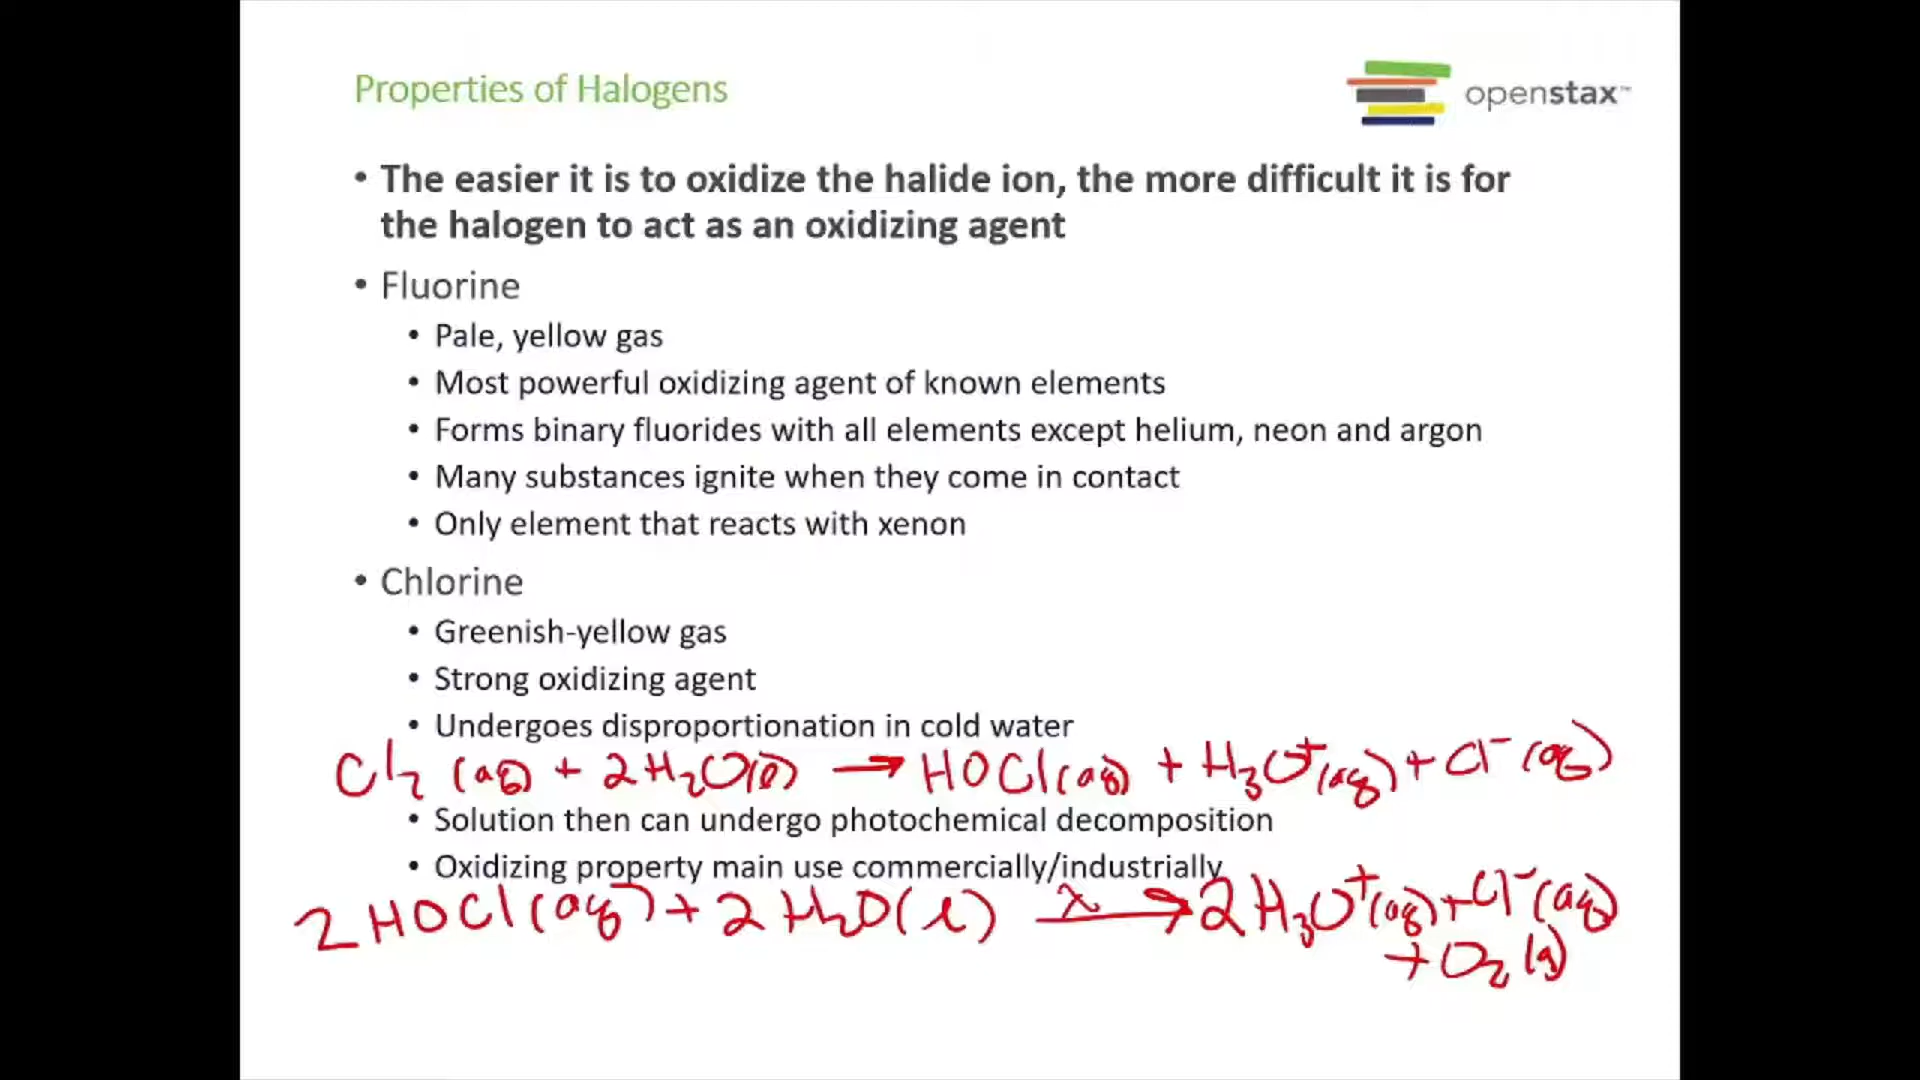 Properties of Halogens
openstax™
• The easier it is to oxidize the halide ion, the more difficult it is for
the halogen to act as an oxidizing agent
• Fluorine
• Pale, yellow gas
• Most powerful oxidizing agent of known elements
• Forms binary fluorides with all elements except helium, neon and argon
• Many substances ignite when they come in contact
• Only element that reacts with xenon
• Chlorine
• Greenish-yellow gas
• Strong oxidizing agent
• Undergoes disproportionation in cold water
Cl₂ (aq) + 2H₂O(l) → HOCl(aq) + H₃O⁺(aq) + Cl⁻(aq)
• Solution then can undergo photochemical decomposition
• Oxidizing property main use commercially/industrially
2HOCl(aq) + 2H₂O(l) λ→ 2H₃O⁺(aq) + Cl⁻(aq)
+ O₂(g)